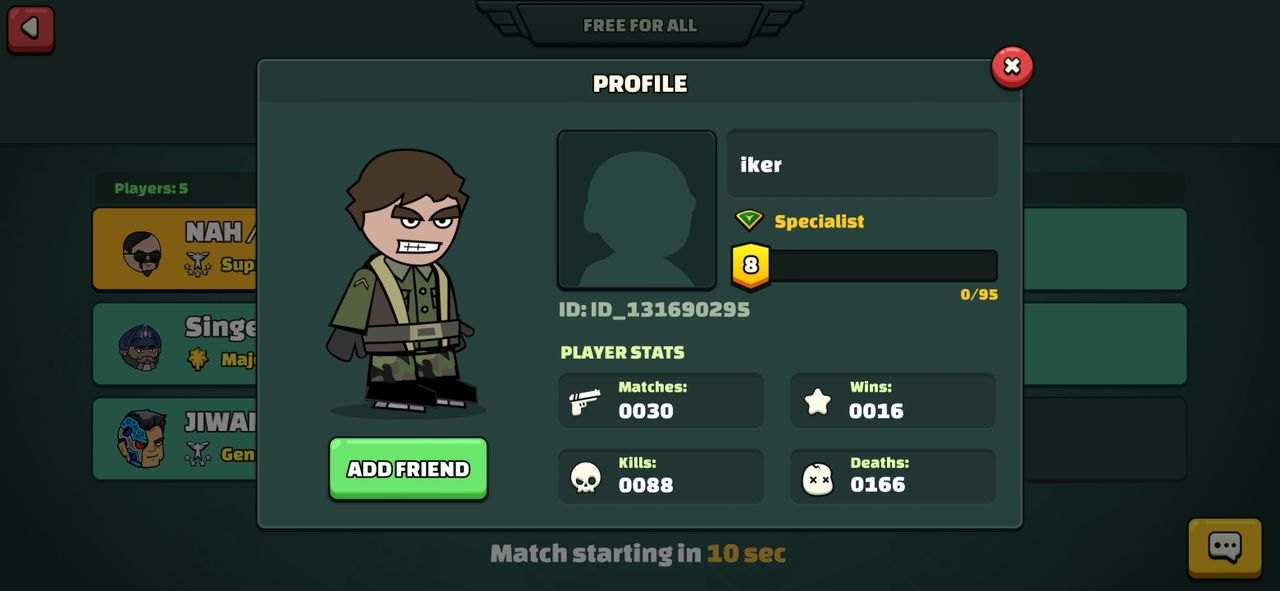 FREE FOR ALL
PROFILE
Players: 5
NAH
Singe
JIWA
iker
Specialist
8
0/95
ID: ID_131690295
PLAYER STATS
Matches:
0030
Wins:
0016
Kills:
0088
Deaths:
0166
ADD FRIEND
Match starting in 10 sec